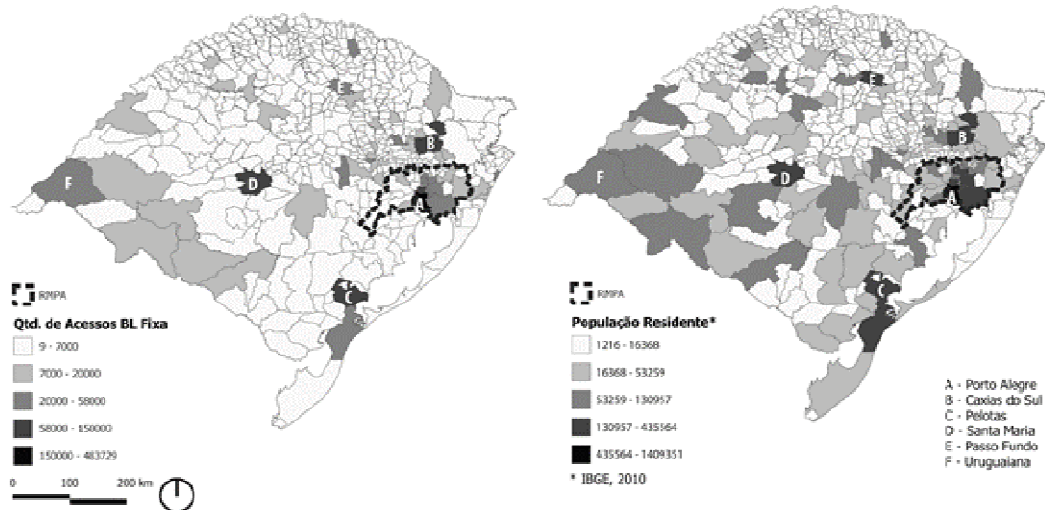 E
B
D
F
A
C
RMPA
Qtd. de Acessos BL Fixa
9 - 7000
7000 - 20000
20000 - 58000
58000 - 150000
150000 - 483729
0 100 200 km
E
B
D
F
A
C
RMPA
População Residente*
1216 - 16368
16368 - 53259
53259 - 130957
130957 - 435564
435564 - 1409351
* IBGE, 2010
A - Porto Alegre
B - Caxias do Sul
C - Pelotas
D - Santa Maria
E - Passo Fundo
F - Uruguaiana